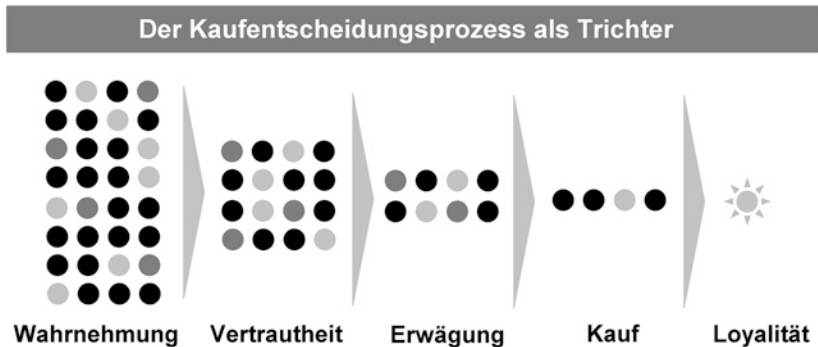 Der Kaufentscheidungsprozess als Trichter
Wahrnehmung Vertrautheit Erwägung Kauf Loyalität